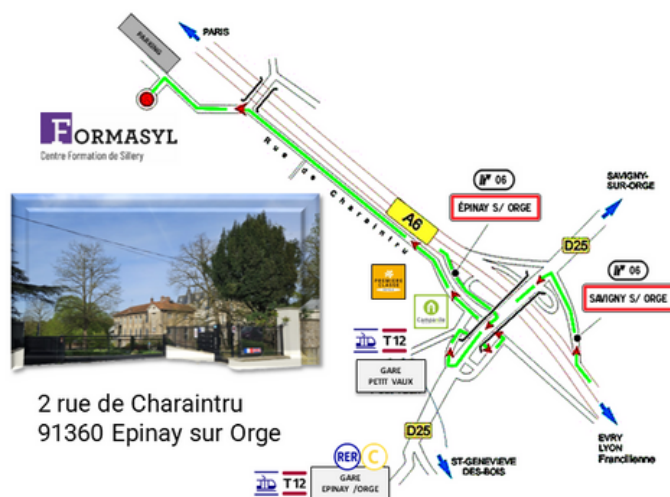 PARIS
PARKING
FORMASYL
Centre Formation de Sillery
Rue de Charaintru
A6
06
ÉPINAY S/ ORGE
SAVIGNY-
SUR-ORGE
D25
06
SAVIGNY S/ ORGE
PREMIERE
CLASSE
Campanile
T12
GARE
PETIT VAUX
2 rue de Charaintru
91360 Epinay sur Orge
D25
EVRY
LYON
Francilienne
ST-GENEVIEVE
DES-BOIS
RER C
T12
GARE
EPINAY /ORGE